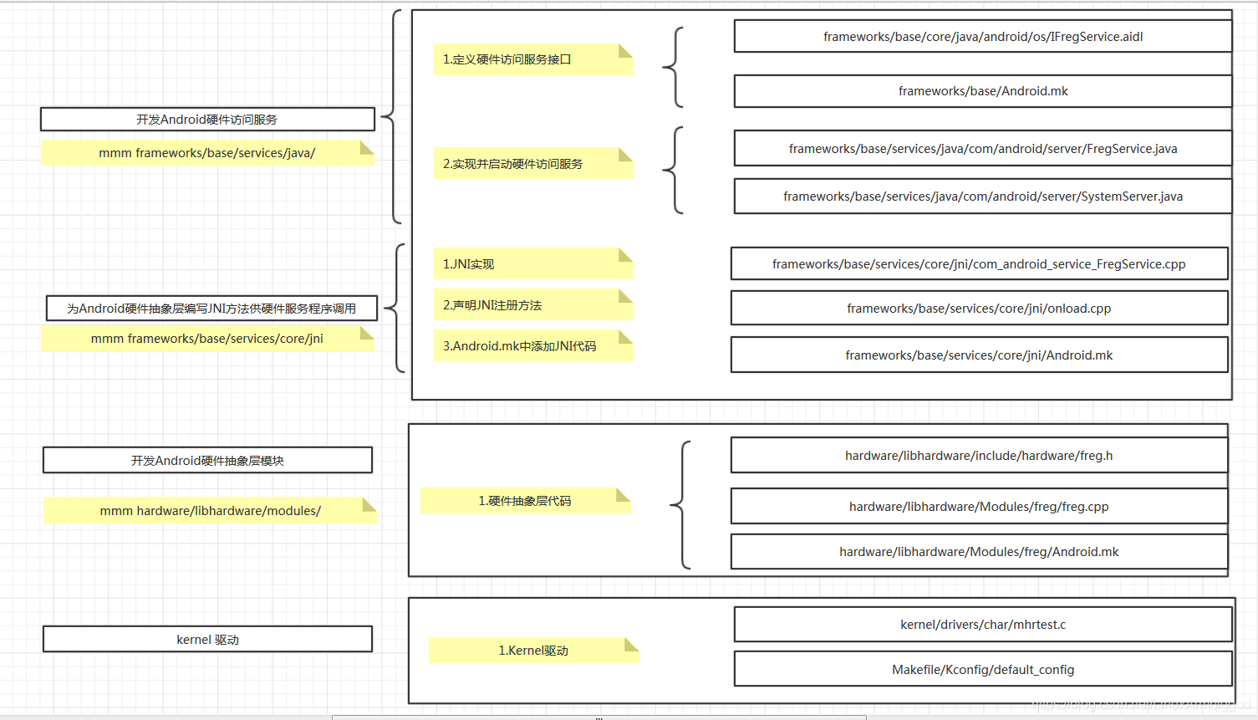 1.定义硬件访问服务接口
frameworks/base/core/java/android/os/IFregService.aidl
frameworks/base/Android.mk
开发Android硬件访问服务
mmm frameworks/base/services/java/
2.实现并启动硬件访问服务
frameworks/base/services/java/com/android/server/FregService.java
frameworks/base/services/java/com/android/server/SystemServer.java
为Android硬件抽象层编写JNI方法供硬件服务程序调用
mmm frameworks/base/services/core/jni
1.JNI实现
frameworks/base/services/core/jni/com_android_service_FregService.cpp
2.声明JNI注册方法
frameworks/base/services/core/jni/onload.cpp
3.Android.mk中添加JNI代码
frameworks/base/services/core/jni/Android.mk
开发Android硬件抽象层模块
mmm hardware/libhardware/modules/
1.硬件抽象层代码
hardware/libhardware/include/hardware/freg.h
hardware/libhardware/Modules/freg/freg.cpp
hardware/libhardware/Modules/freg/Android.mk
kernel 驱动
1.Kernel驱动
kernel/drivers/char/mhrtest.c
Makefile/Kconfig/default_config